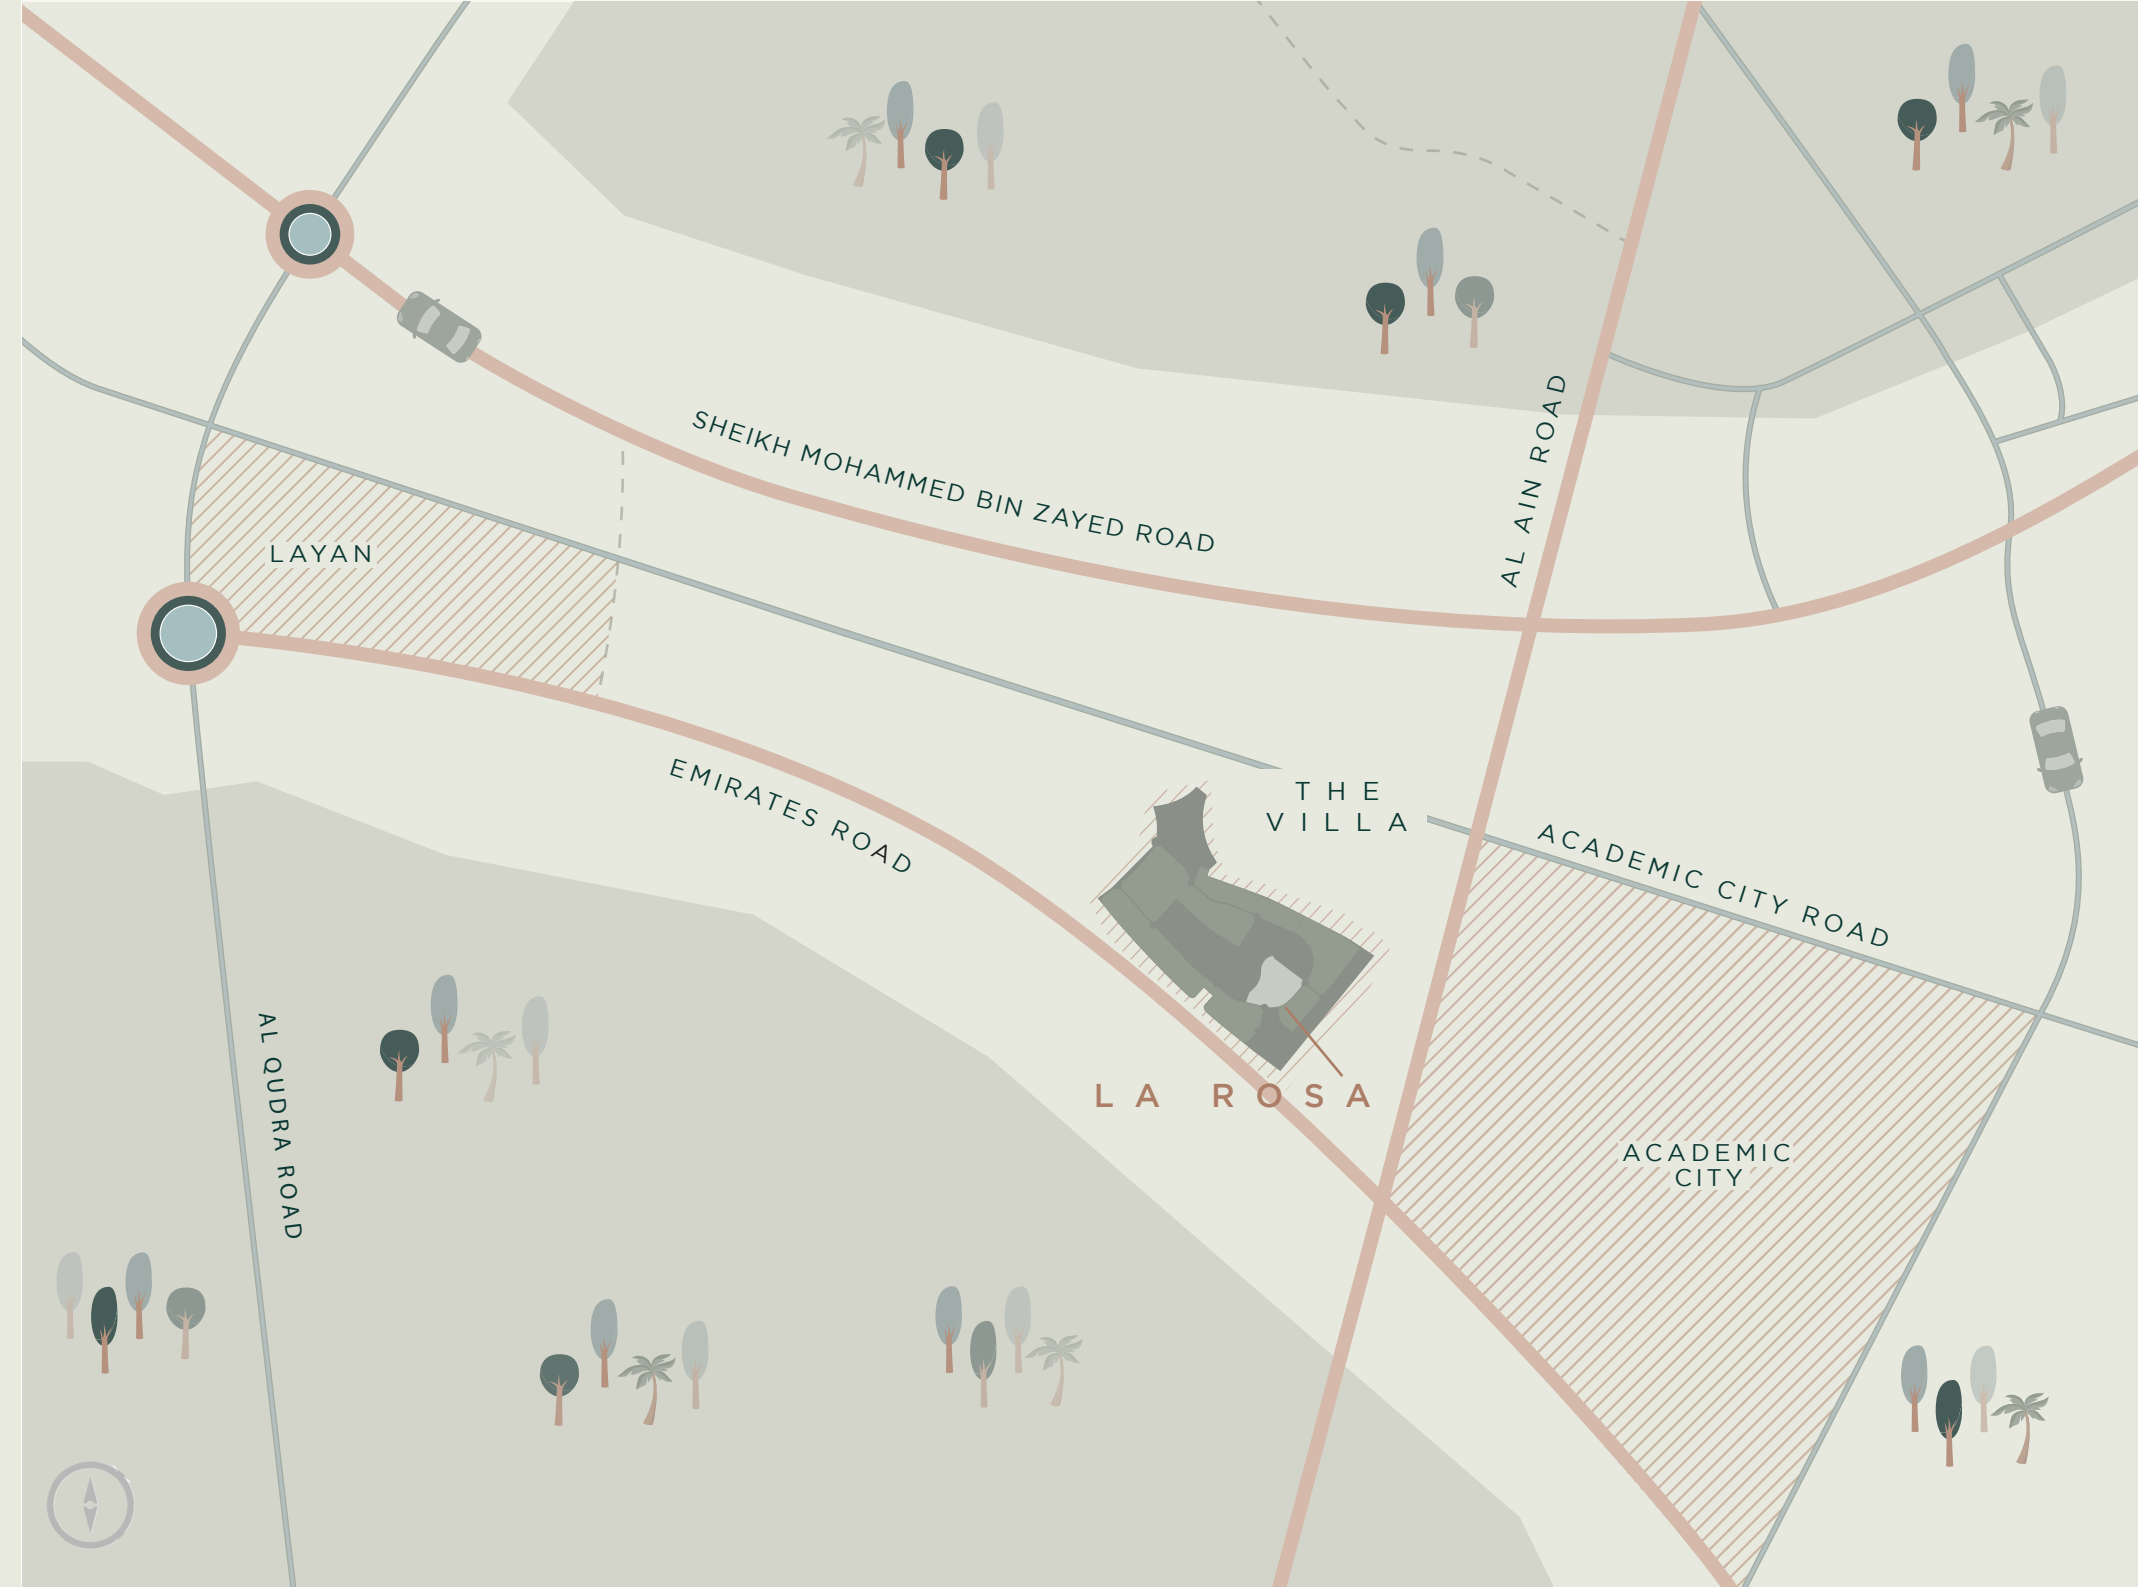 SHEIKH MOHAMMED BIN ZAYED ROAD
AL AIN ROAD
LAYAN
EMIRATES ROAD
THE
VILLA
ACADEMIC CITY ROAD
AL QUDRA ROAD
LA ROSA
ACADEMIC
CITY